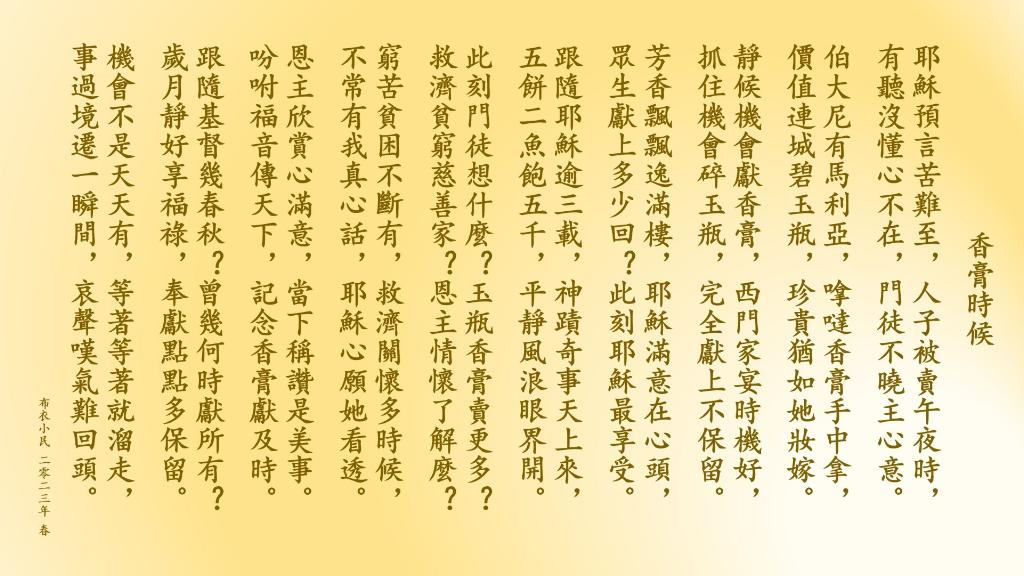 香膏時候
耶穌預言苦難至，人子被賣午夜時，
有聽沒懂心不在，門徒不曉主心意。
伯大尼有馬利亞，嗱噠香膏手中拿，
價值連城碧玉瓶，珍貴猶如她妝嫁。
靜候機會獻香膏，西門家宴時機好，
抓住機會碎玉瓶，完全獻上不保留。
芳香飄飄逸滿樓，耶穌滿意在心頭，
眾生獻上多少回？此刻耶穌最享受。
跟隨耶穌逾三載，神蹟奇事天上來，
五餅二魚飽五千，平靜風浪眼界開。
此刻門徒想什麼？玉瓶香膏賣更多？
救濟貧窮慈善家？恩主情懷了解麼？
窮苦貧困不斷有，救濟關懷多時候，
不常有我真心話，耶穌心願她看透。
恩主欣賞心滿意，當下稱讚是美事。
吩咐福音傳天下，記念香膏獻及時。
跟隨基督幾春秋？曾幾何時獻所有？
歲月靜好享福祿，奉獻點點多保留。
機會不是天天有，等著等著就溜走，
事過境遷一瞬間，哀聲嘆氣難回頭。
布衣小民 二零二三年 春